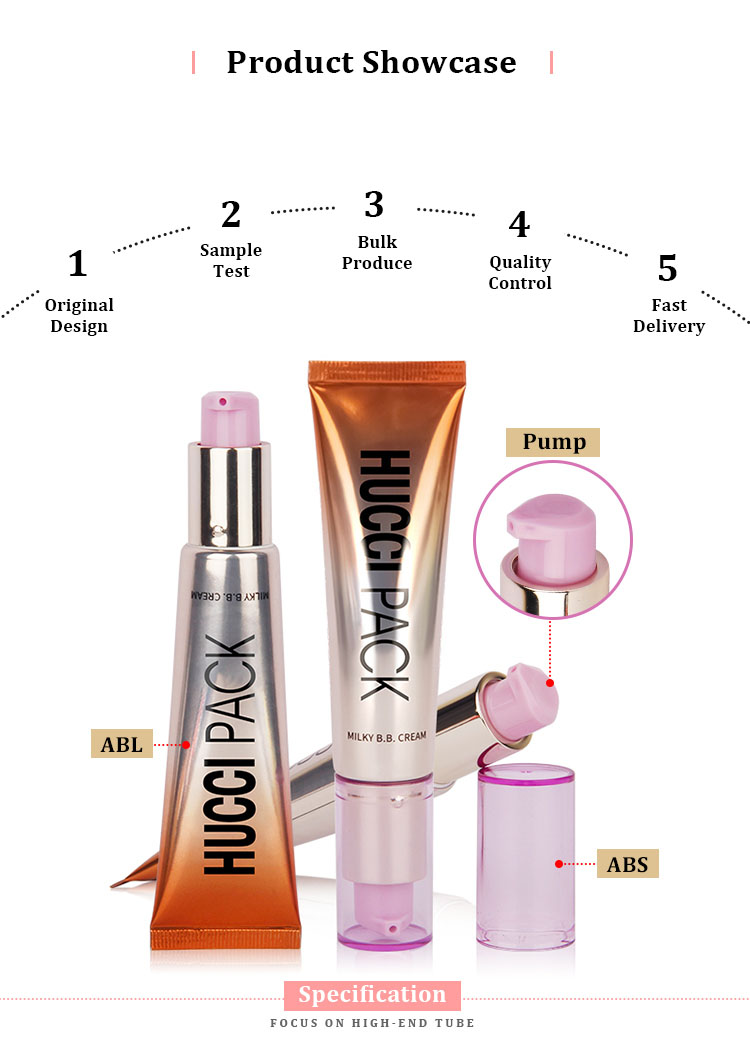 Product Showcase
1
Original
Design
2
Sample
Test
3
Bulk
Produce
4
Quality
Control
5
Fast
Delivery
Pump
MILKY B.B. CREAM
HUCCI PACK
HUCCI PACK
MILKY B.B. CREAM
ABL
ABS
Specification
FOCUS ON HIGH-END TUBE